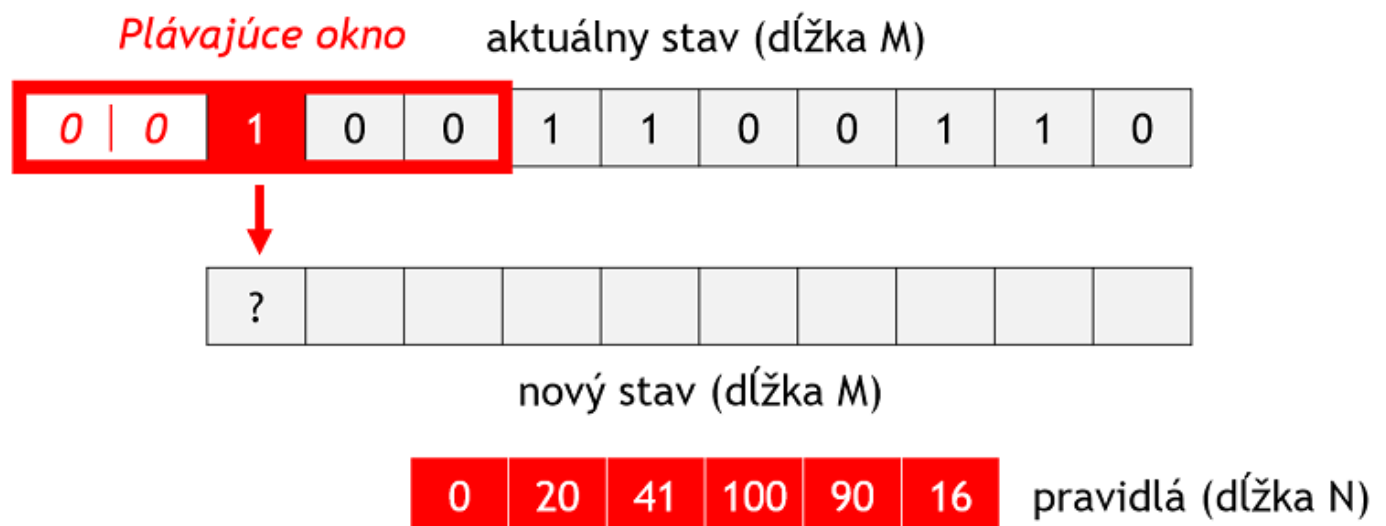 Plávajúce okno aktuálny stav (dĺžka M)
0 | 0 1 0 0 1 1 0 0 1 1 0
?
nový stav (dĺžka M)
0 20 41 100 90 16 pravidlá (dĺžka N)